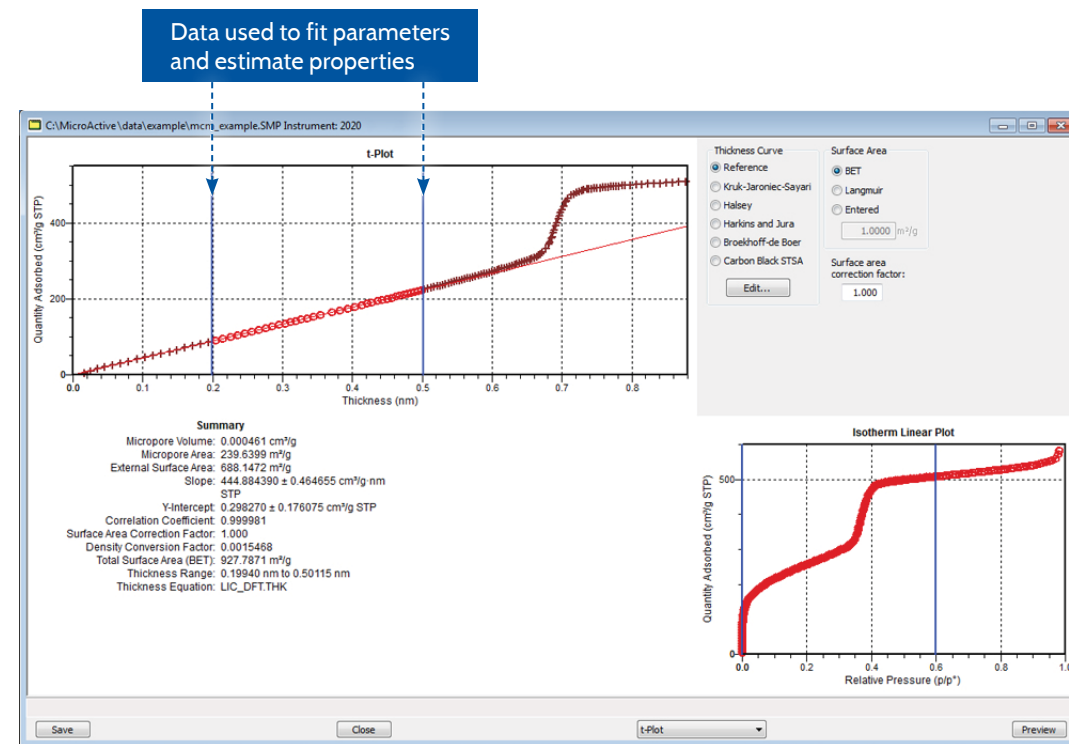 Data used to fit parameters
and estimate properties
C:\MicroActive\data\example\mcm_example.SMP Instrument: 2020
t-Plot
Quantity Adsorbed (cm³/g STP)
400
200
0
0.0 0.1 0.2 0.3 0.4 0.5 0.6 0.7 0.8
Thickness (nm)
Thickness Curve
Reference
Kruk-Jaroniec-Sayari
Halsey
Harkins and Jura
Broekhoff-de Boer
Carbon Black STSA
Edit...
Surface Area
BET
Langmuir
Entered
1.0000 m²/g
Surface area
correction factor:
1.000
Summary
Micropore Volume: 0.000461 cm³/g
Micropore Area: 239.6399 m²/g
External Surface Area: 688.1472 m²/g
Slope: 444.884390 ± 0.464655 cm³/g·nm
STP
Y-Intercept: 0.298270 ± 0.176075 cm³/g STP
Correlation Coefficient: 0.999981
Surface Area Correction Factor: 1.000
Density Conversion Factor: 0.0015468
Total Surface Area (BET): 927.7871 m²/g
Thickness Range: 0.19940 nm to 0.50115 nm
Thickness Equation: LIC_DFT.THK
Isotherm Linear Plot
Quantity Adsorbed (cm³/g STP)
500
0
0.0 0.2 0.4 0.6 0.8 1.0
Relative Pressure (p/p°)
Save
Close
t-Plot
Preview